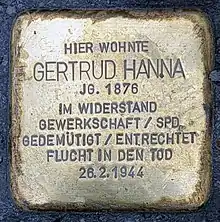 HIER WOHNTE
GERTRUD HANNA
JG. 1876
IM WIDERSTAND
GEWERKSCHAFT / SPD
GEDEMÜTIGT / ENTRECHTET
FLUCHT IN DEN TOD
26.2.1944